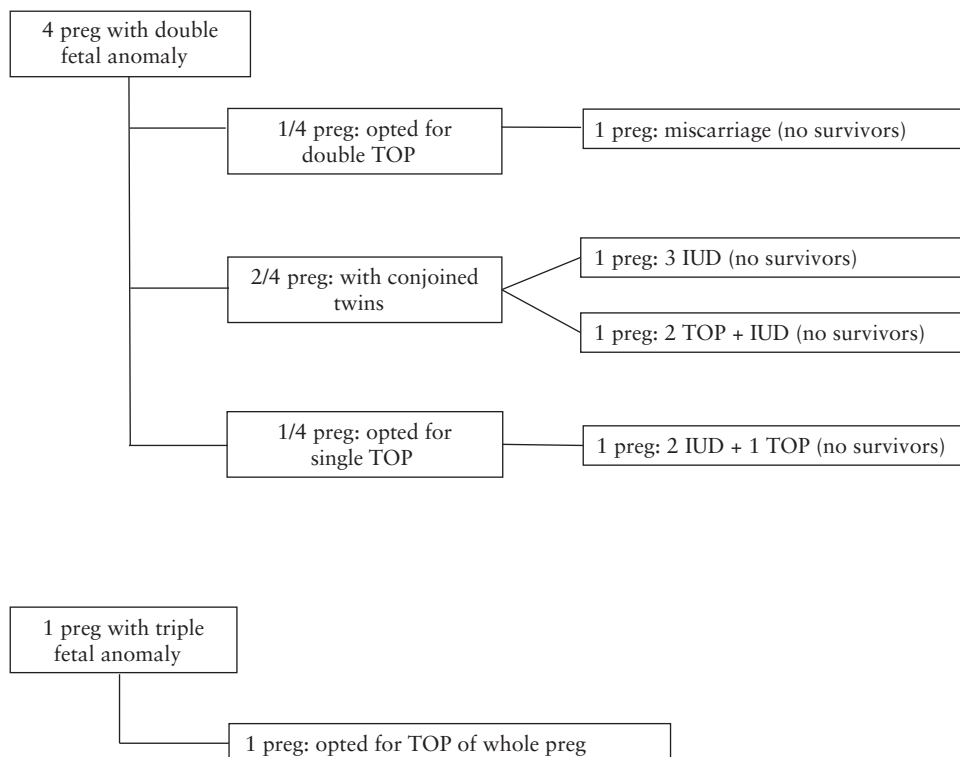 4 preg with double
fetal anomaly
1/4 preg: opted for
double TOP
1 preg: miscarriage (no survivors)
2/4 preg: with conjoined
twins
1 preg: 3 IUD (no survivors)
1 preg: 2 TOP + IUD (no survivors)
1/4 preg: opted for
single TOP
1 preg: 2 IUD + 1 TOP (no survivors)
1 preg with triple
fetal anomaly
1 preg: opted for TOP of whole preg